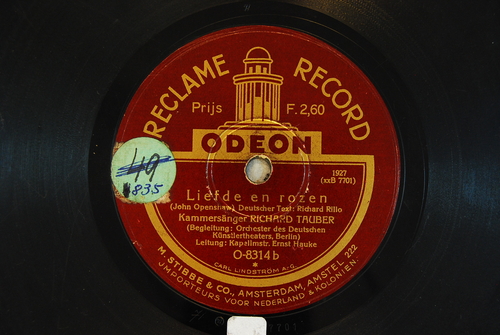 RECLAME RECORD
Prijs F. 2,60
ODEON
1927
(xxB 7701)
Liefde en rozen
(John Openshaw) Deutscher Text: Richard Rillo
Kammersänger RICHARD TAUBER
(Begleitung: Orchester des Deutschen
Künstlertheaters, Berlin)
Leitung: Kapellmstr. Ernst Hauke
O-8314b
*
CARL LINDSTRÖM A:G
M. STIBBE & CO., AMSTERDAM, AMSTEL 222
IMPORTEURS VOOR NEDERLAND & KOLONIEN.
49
1835